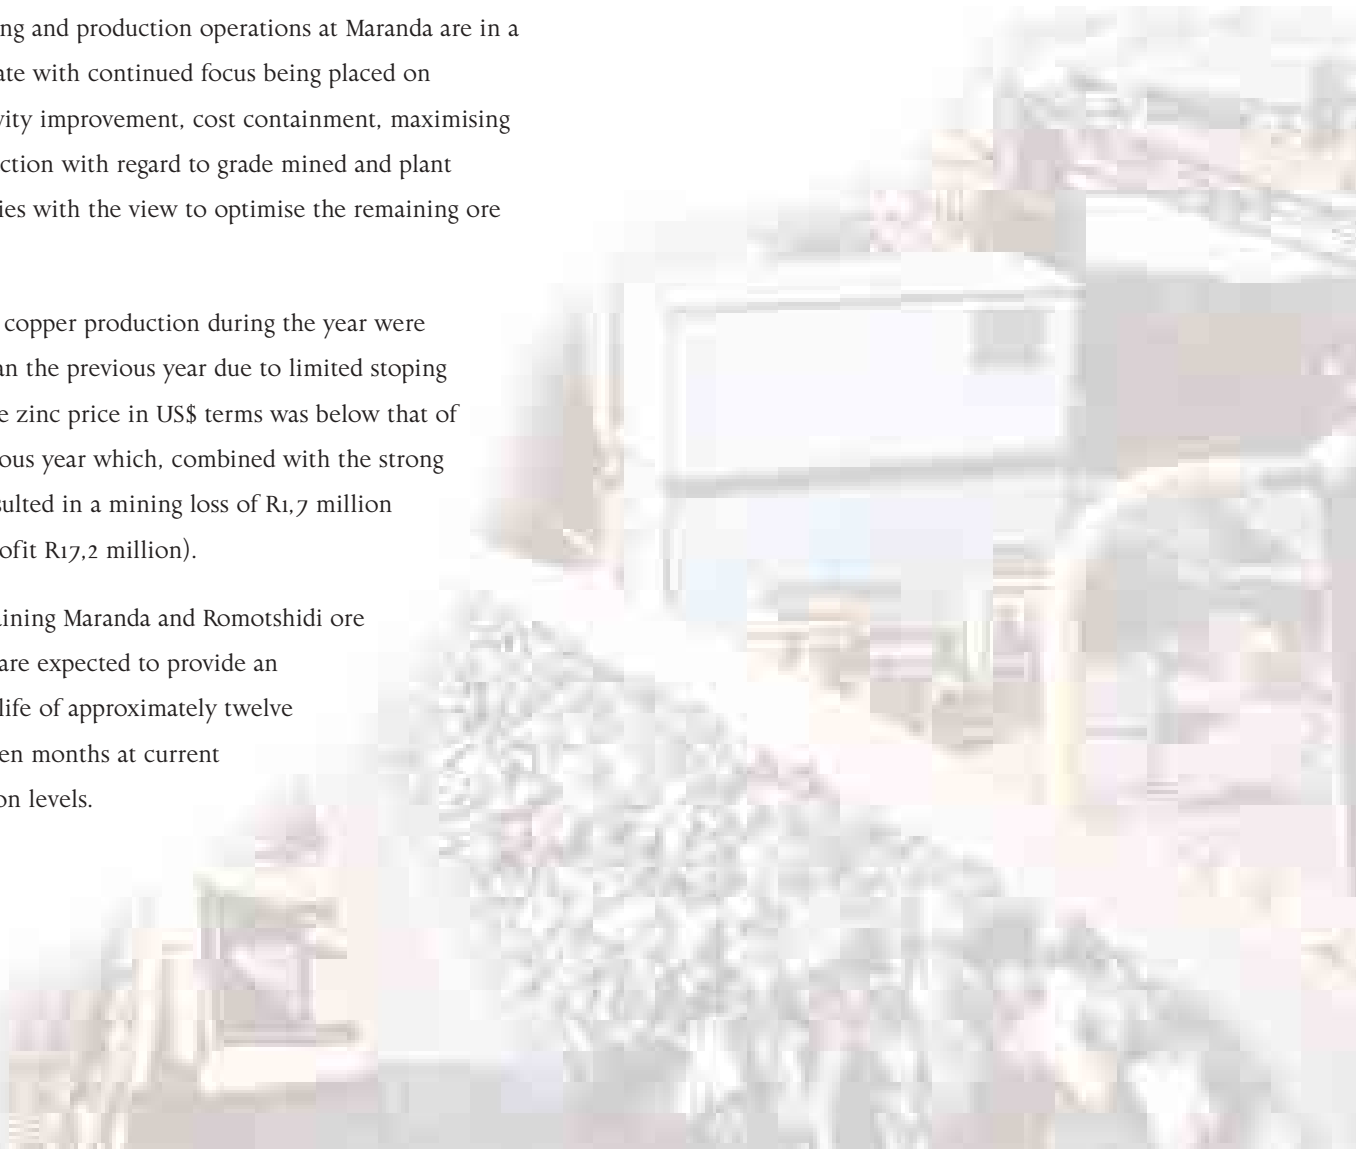 ng and production operations at Maranda are in a
ate with continued focus being placed on
vity improvement, cost containment, maximising
ction with regard to grade mined and plant
ies with the view to optimise the remaining ore
copper production during the year were
an the previous year due to limited stoping
e zinc price in US$ terms was below that of
ous year which, combined with the strong
sulted in a mining loss of R1,7 million
ofit R17,2 million).
aining Maranda and Romotshidi ore
are expected to provide an
life of approximately twelve
en months at current
on levels.